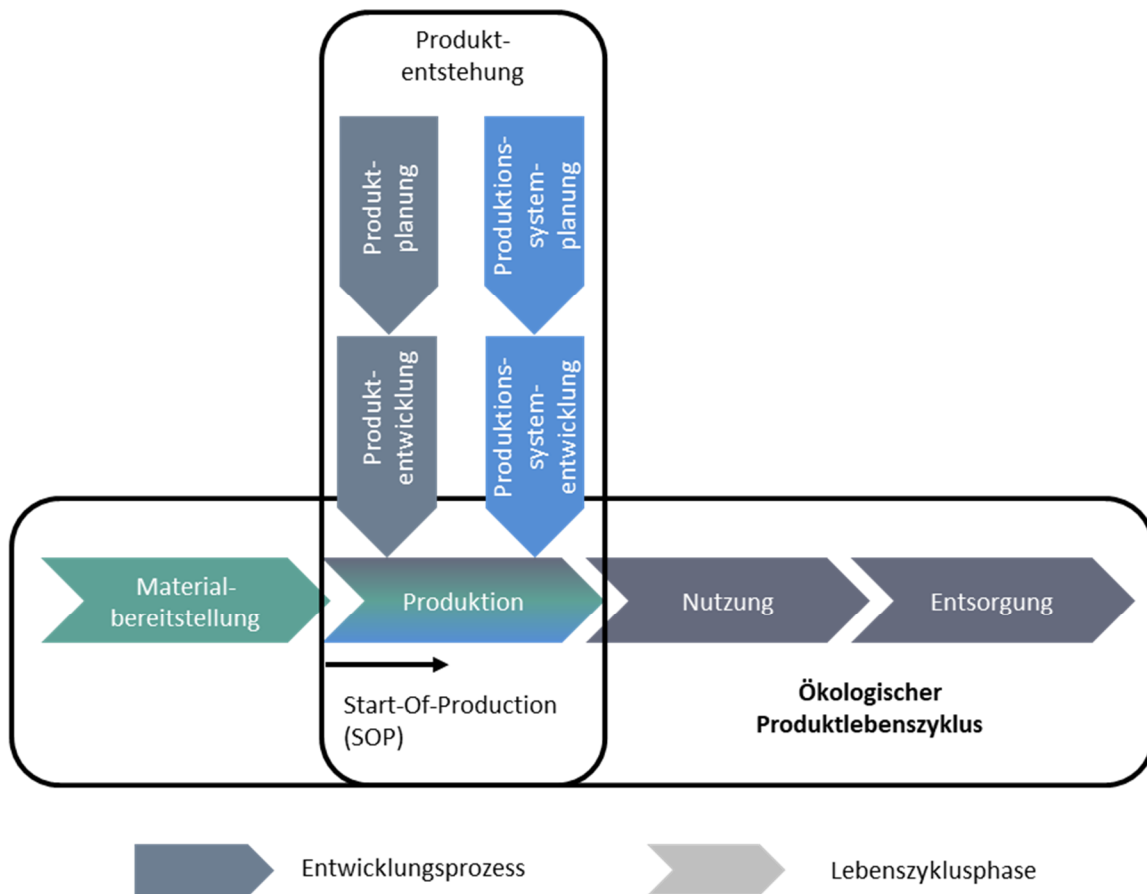 Produkt-
entstehung
Produkt-
planung
Produktions-
system-
planung
Produkt-
entwicklung
Produktions-
system-
entwicklung
Material-
bereitstellung
Produktion
Nutzung
Entsorgung
Start-Of-Production
(SOP)
Ökologischer
Produktlebenszyklus
Entwicklungsprozess
Lebenszyklusphase